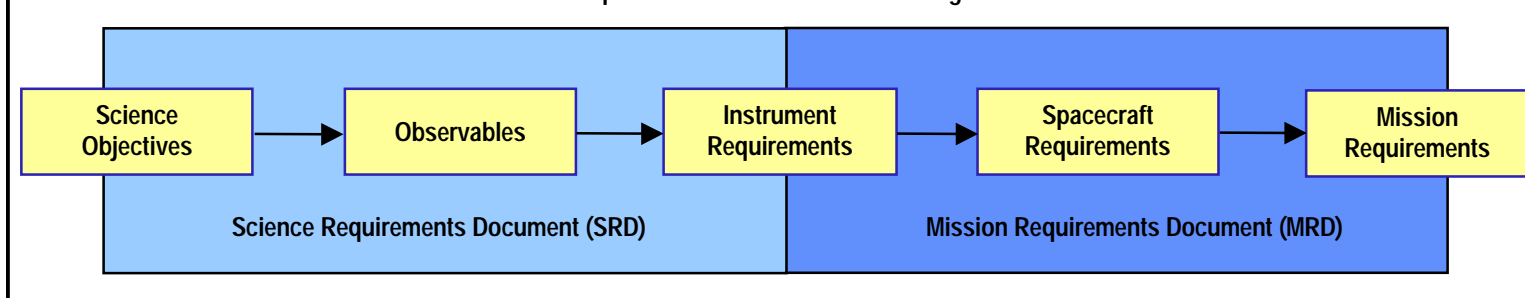 Science
Objectives
Observables
Instrument
Requirements
Spacecraft
Requirements
Mission
Requirements
Science Requirements Document (SRD)
Mission Requirements Document (MRD)